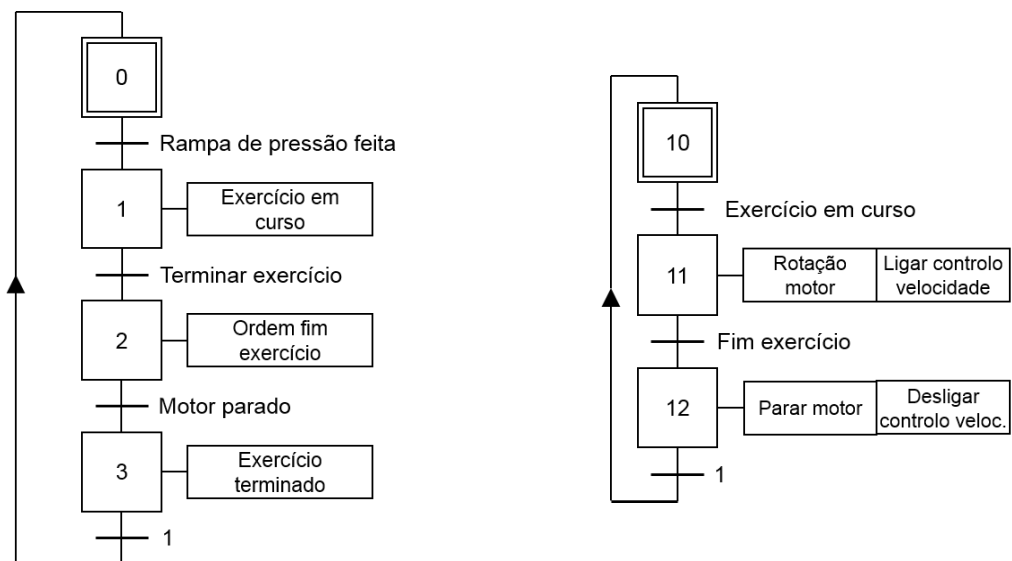 0
Rampa de pressão feita
1
Exercício em
curso
Terminar exercício
2
Ordem fim
exercício
Motor parado
3
Exercício
terminado
1
10
Exercício em curso
11
Rotação
motor
Ligar controlo
velocidade
Fim exercício
12
Parar motor
Desligar
controlo veloc.
1